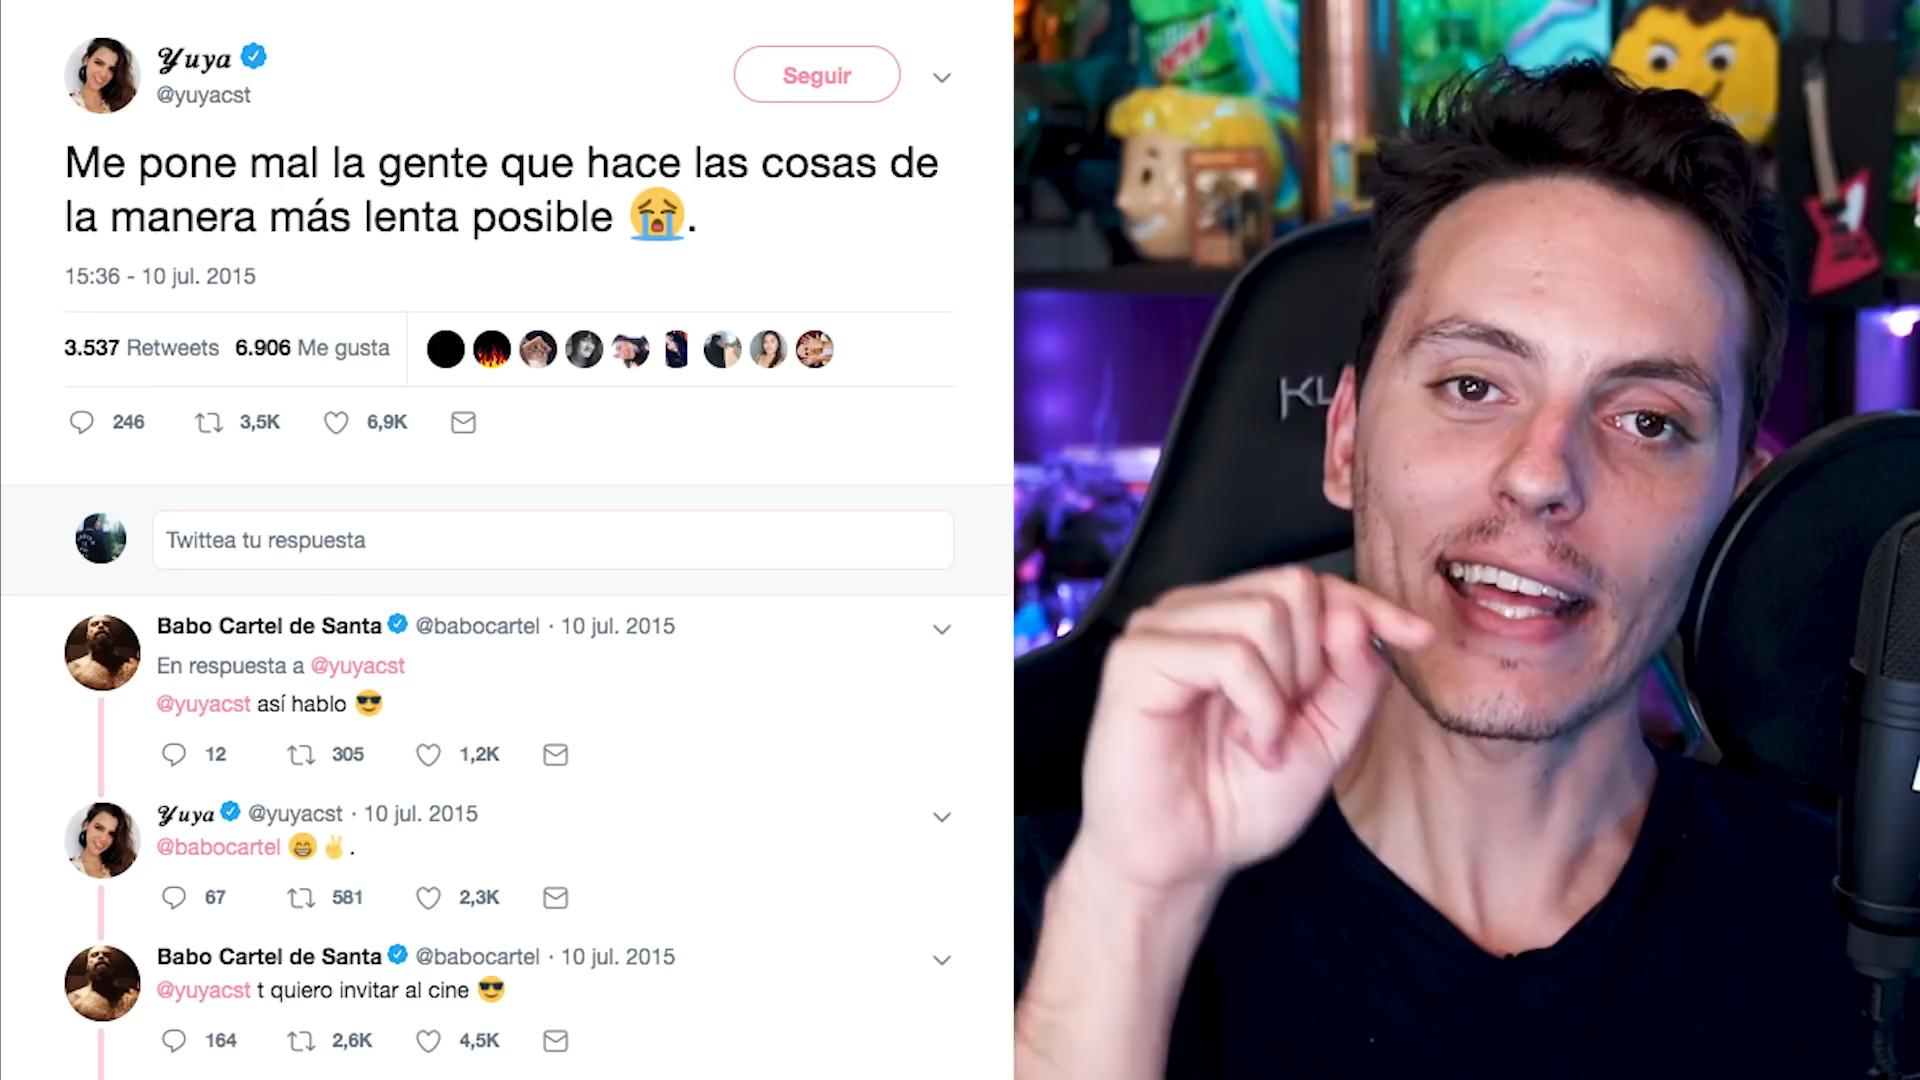 Yuya
@yuyacst
Seguir
Me pone mal la gente que hace las cosas de
la manera más lenta posible 😭.
15:36 - 10 jul. 2015
3.537 Retweets 6.906 Me gusta
246 3,5K 6,9K
Twittea tu respuesta
Babo Cartel de Santa @babocartel · 10 jul. 2015
En respuesta a @yuyacst
@yuyacst así hablo 😎
12 305 1,2K
Yuya @yuyacst · 10 jul. 2015
@babocartel 😁✌️.
67 581 2,3K
Babo Cartel de Santa @babocartel · 10 jul. 2015
@yuyacst t quiero invitar al cine 😎
164 2,6K 4,5K